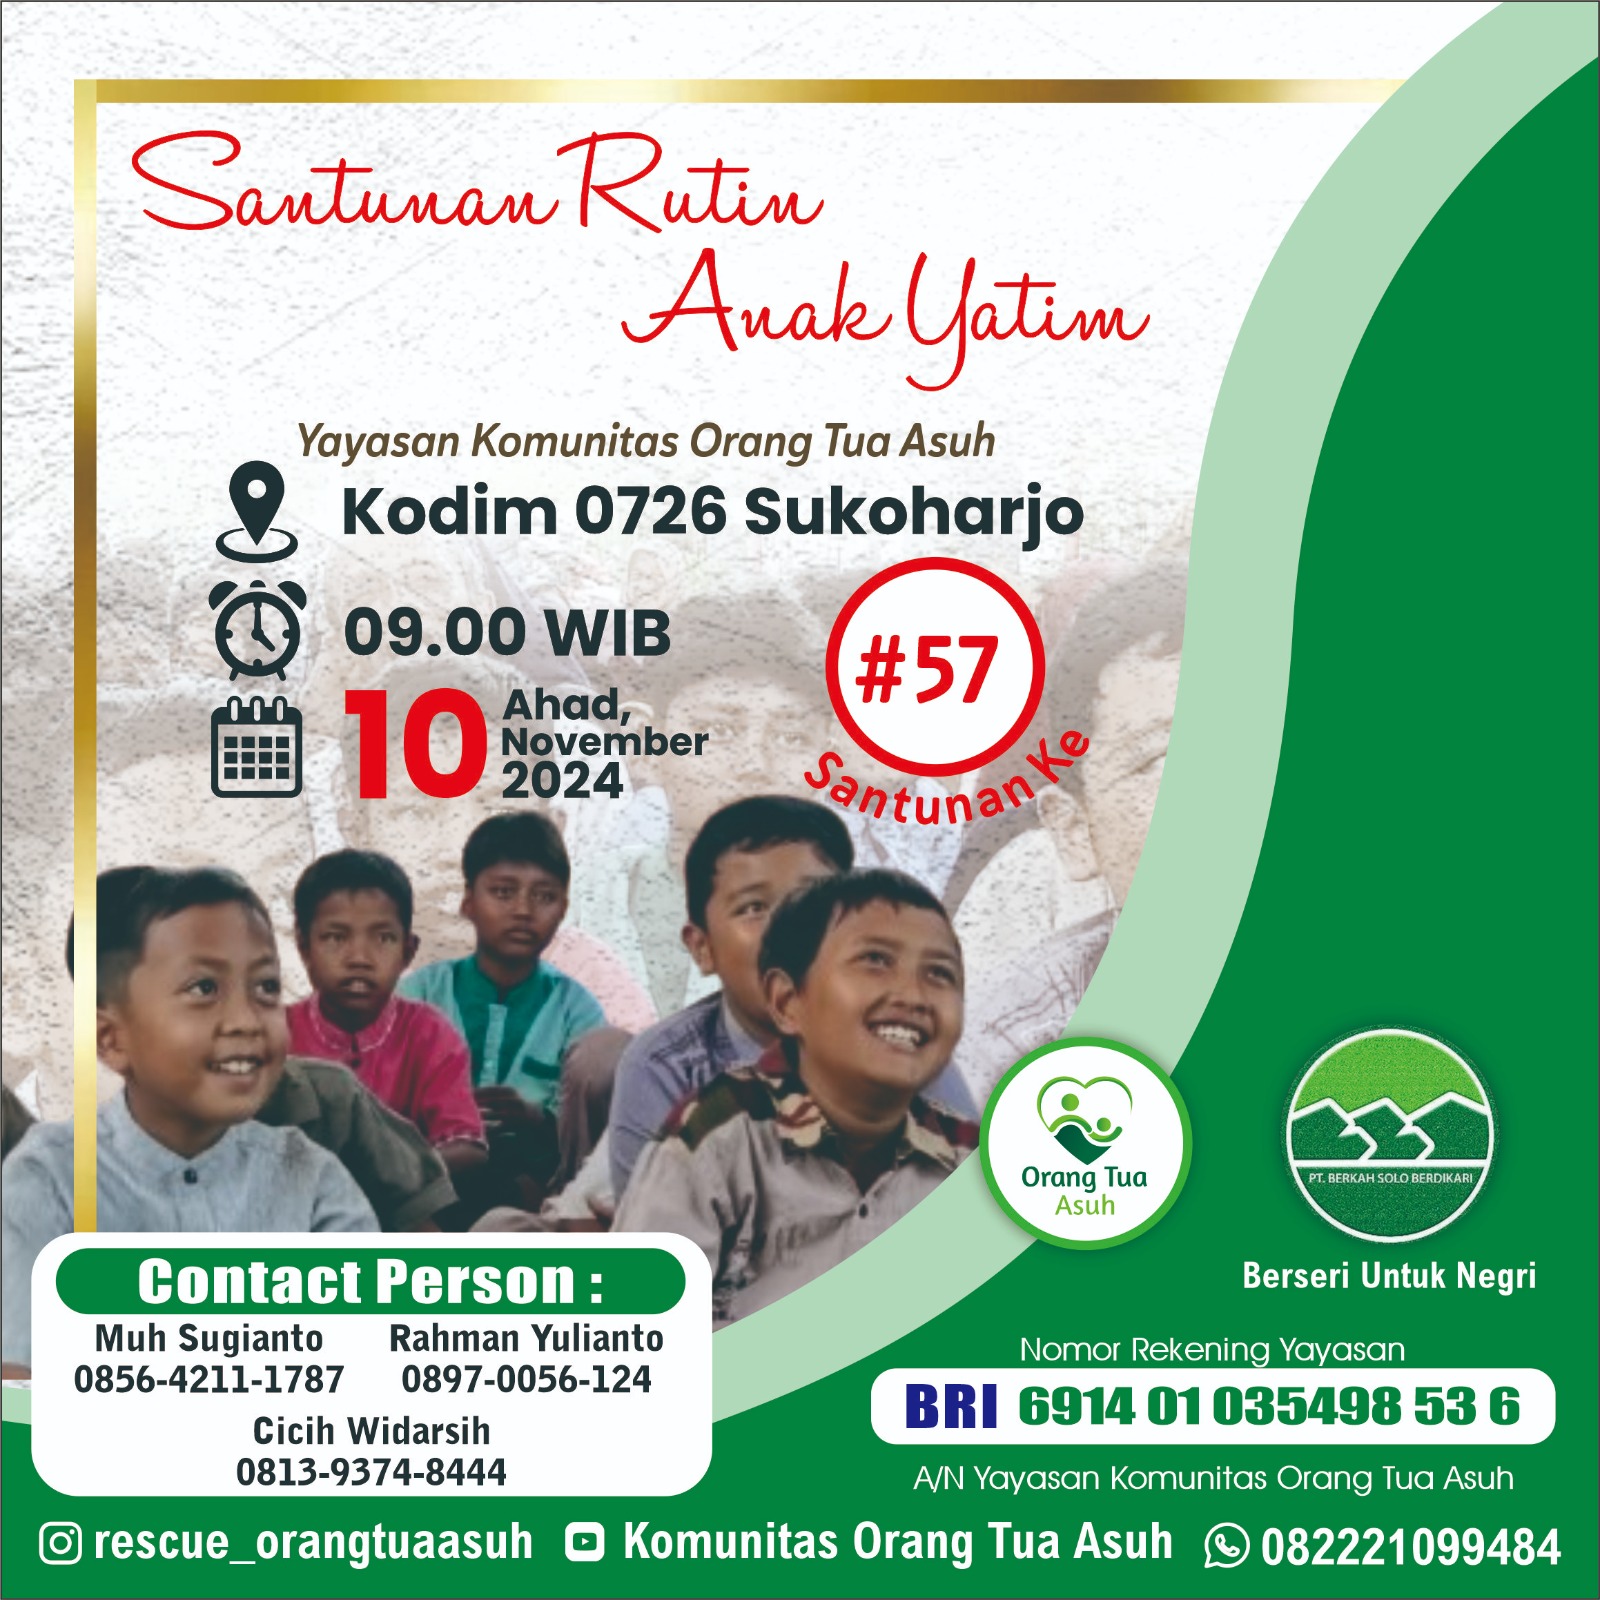 Santunan Rutin
Anak Yatim
Yayasan Komunitas Orang Tua Asuh
Kodim 0726 Sukoharjo
09.00 WIB
10 Ahad,
November
2024
#57
Santunan Ke
Orang Tua
Asuh
PT. BERKAH SOLO BERDIKARI
Berseri Untuk Negri
Contact Person :
Muh Sugianto
0856-4211-1787
Rahman Yulianto
0897-0056-124
Cicih Widarsih
0813-9374-8444
Nomor Rekening Yayasan
BRI 6914 01 035498 53 6
A/N Yayasan Komunitas Orang Tua Asuh
rescue_orangtuaasuh
Komunitas Orang Tua Asuh
082221099484